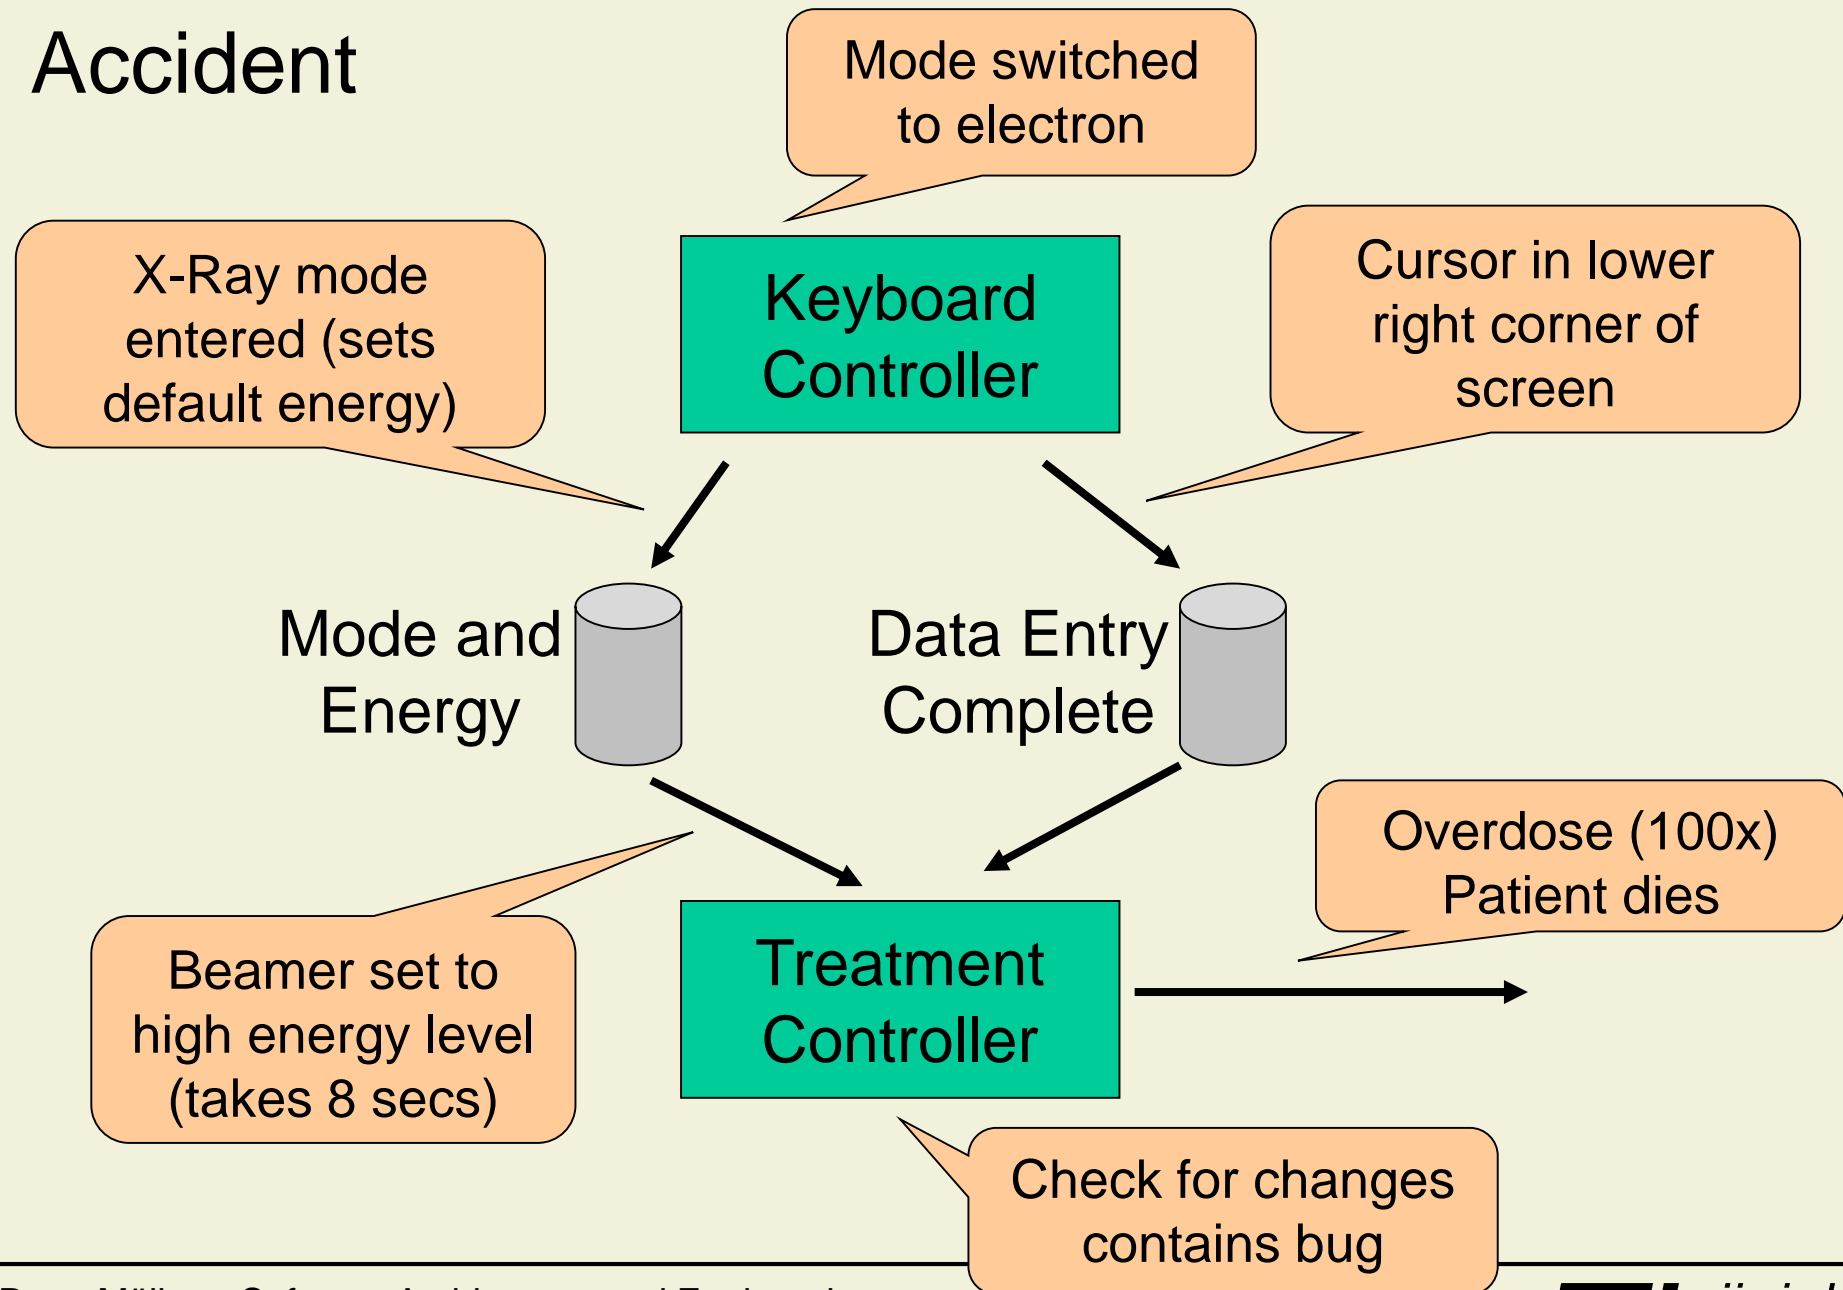 Accident
Mode switched
to electron
X-Ray mode
entered (sets
default energy)
Keyboard
Controller
Cursor in lower
right corner of
screen
Mode and
Energy
Data Entry
Complete
Overdose (100x)
Patient dies
Beamer set to
high energy level
(takes 8 secs)
Treatment
Controller
Check for changes
contains bug